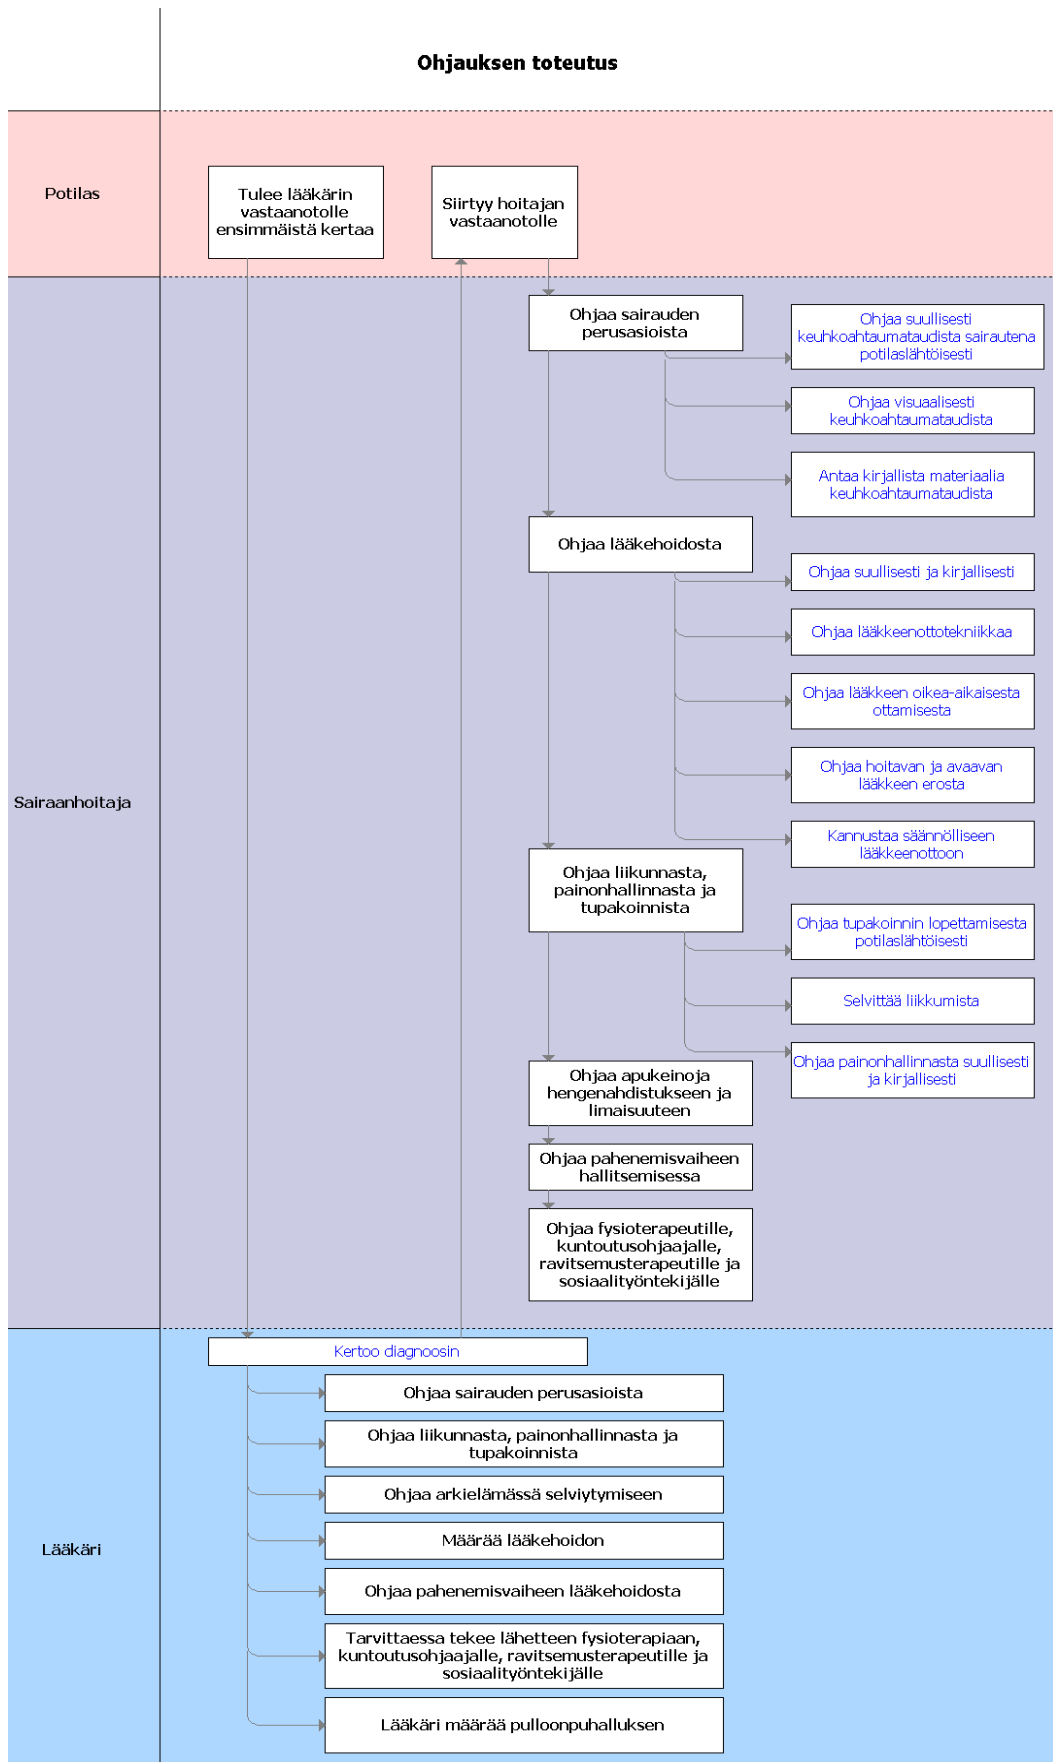 Ohjauksen toteutus
Potilas
Tulee lääkärin
vastaanotolle
ensimmäistä kertaa
Siirtyy hoitajan
vastaanotolle
Sairaanhoitaja
Ohjaa sairauden
perusasioista
Ohjaa suullisesti
keuhkoahtaumataudista sairautena
potilaslähtöisesti
Ohjaa visuaalisesti
keuhkoahtaumataudista
Antaa kirjallista materiaalia
keuhkoahtaumataudista
Ohjaa lääkehoidosta
Ohjaa suullisesti ja kirjallisesti
Ohjaa lääkkeenottotekniikkaa
Ohjaa lääkkeen oikea-aikaisesta
ottamisesta
Ohjaa hoitavan ja avaavan
lääkkeen erosta
Kannustaa säännölliseen
lääkkeenottoon
Ohjaa liikunnasta,
painonhallinnasta ja
tupakoinnista
Ohjaa tupakoinnin lopettamisesta
potilaslähtöisesti
Selvittää liikkumista
Ohjaa painonhallinnasta suullisesti
ja kirjallisesti
Ohjaa apukeinoja
hengenahdistukseen ja
limaisuuteen
Ohjaa pahenemisvaiheen
hallitsemisessa
Ohjaa fysioterapeutille,
kuntoutusohjaajalle,
ravitsemusterapeutille ja
sosiaalityöntekijälle
Lääkäri
Kertoo diagnoosin
Ohjaa sairauden perusasioista
Ohjaa liikunnasta, painonhallinnasta ja
tupakoinnista
Ohjaa arkielämässä selviytymiseen
Määrää lääkehoidon
Ohjaa pahenemisvaiheen lääkehoidosta
Tarvittaessa tekee lähetteen fysioterapiaan,
kuntoutusohjaajalle, ravitsemusterapeutille ja
sosiaalityöntekijälle
Lääkäri määrää pulloonpuhalluksen